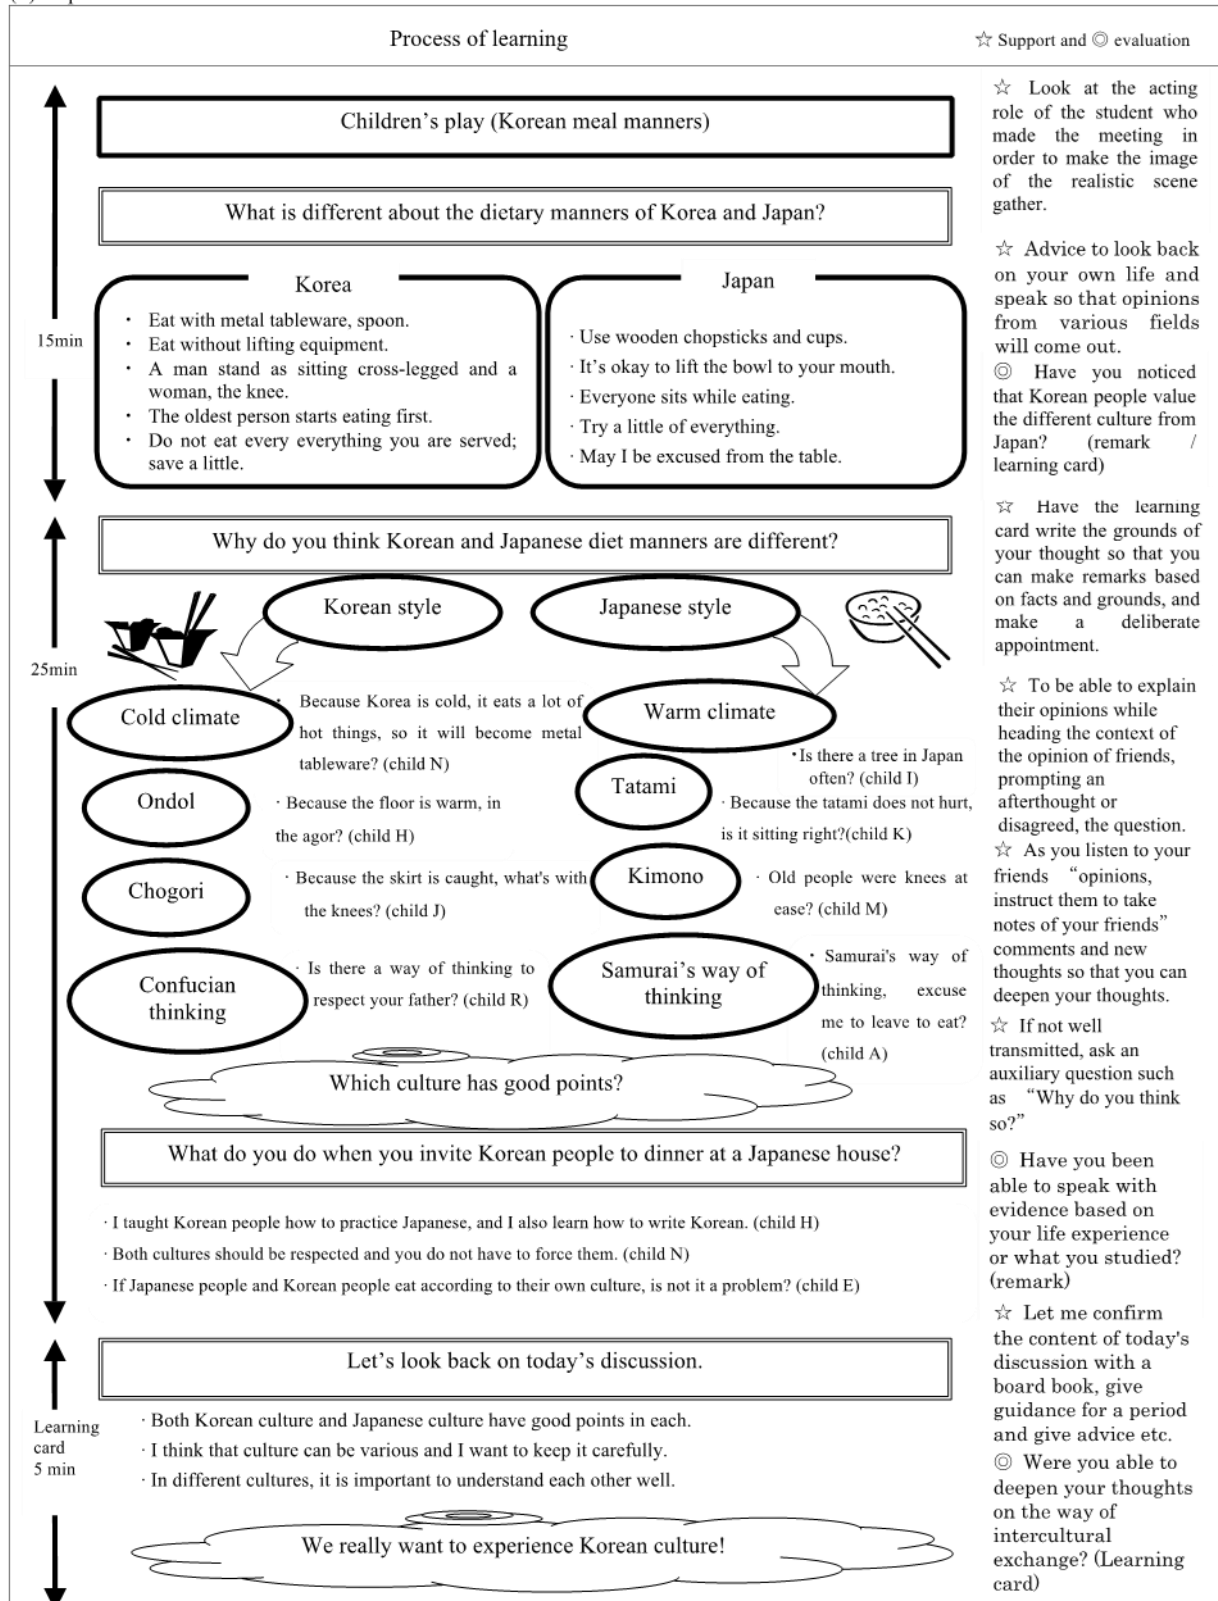 Process of learning
☆ Support and ◎ evaluation
Children's play (Korean meal manners)
What is different about the dietary manners of Korea and Japan?
15min
Korea
・ Eat with metal tableware, spoon.
・ Eat without lifting equipment.
・ A man stand as sitting cross-legged and a
woman, the knee.
・ The oldest person starts eating first.
・ Do not eat every everything you are served;
save a little.
Japan
· Use wooden chopsticks and cups.
· It's okay to lift the bowl to your mouth.
· Everyone sits while eating.
· Try a little of everything.
· May I be excused from the table.
Why do you think Korean and Japanese diet manners are different?
25min
Korean style
Japanese style
Cold climate
· Because Korea is cold, it eats a lot of
hot things, so it will become metal
tableware? (child N)
Warm climate
・Is there a tree in Japan
often? (child I)
Ondol
· Because the floor is warm, in
the agor? (child H)
Tatami
· Because the tatami does not hurt,
is it sitting right?(child K)
Chogori
· Because the skirt is caught, what's with
the knees? (child J)
Kimono
· Old people were knees at
ease? (child M)
Confucian
thinking
· Is there a way of thinking to
respect your father? (child R)
Samurai's way of
thinking
· Samurai's way of
thinking, excuse
me to leave to eat?
(child A)
Which culture has good points?
What do you do when you invite Korean people to dinner at a Japanese house?
· I taught Korean people how to practice Japanese, and I also learn how to write Korean. (child H)
· Both cultures should be respected and you do not have to force them. (child N)
· If Japanese people and Korean people eat according to their own culture, is not it a problem? (child E)
Let's look back on today's discussion.
Learning
card
5 min
· Both Korean culture and Japanese culture have good points in each.
· I think that culture can be various and I want to keep it carefully.
· In different cultures, it is important to understand each other well.
We really want to experience Korean culture!
☆ Look at the acting
role of the student who
made the meeting in
order to make the image
of the realistic scene
gather.
☆ Advice to look back
on your own life and
speak so that opinions
from various fields
will come out.
◎ Have you noticed
that Korean people value
the different culture from
Japan? (remark /
learning card)
☆ Have the learning
card write the grounds of
your thought so that you
can make remarks based
on facts and grounds, and
make a deliberate
appointment.
☆ To be able to explain
their opinions while
heading the context of
the opinion of friends,
prompting an
afterthought or
disagreed, the question.
☆ As you listen to your
friends “opinions,
instruct them to take
notes of your friends”
comments and new
thoughts so that you can
deepen your thoughts.
☆ If not well
transmitted, ask an
auxiliary question such
as “Why do you think
so?”
◎ Have you been
able to speak with
evidence based on
your life experience
or what you studied?
(remark)
☆ Let me confirm
the content of today's
discussion with a
board book, give
guidance for a period
and give advice etc.
◎ Were you able to
deepen your thoughts
on the way of
intercultural
exchange? (Learning
card)